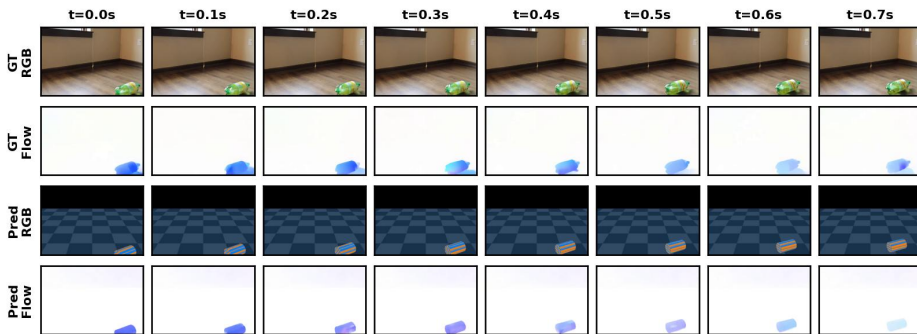 t=0.0s t=0.1s t=0.2s t=0.3s t=0.4s t=0.5s t=0.6s t=0.7s
GT
RGB
GT
Flow
Pred
RGB
Pred
Flow